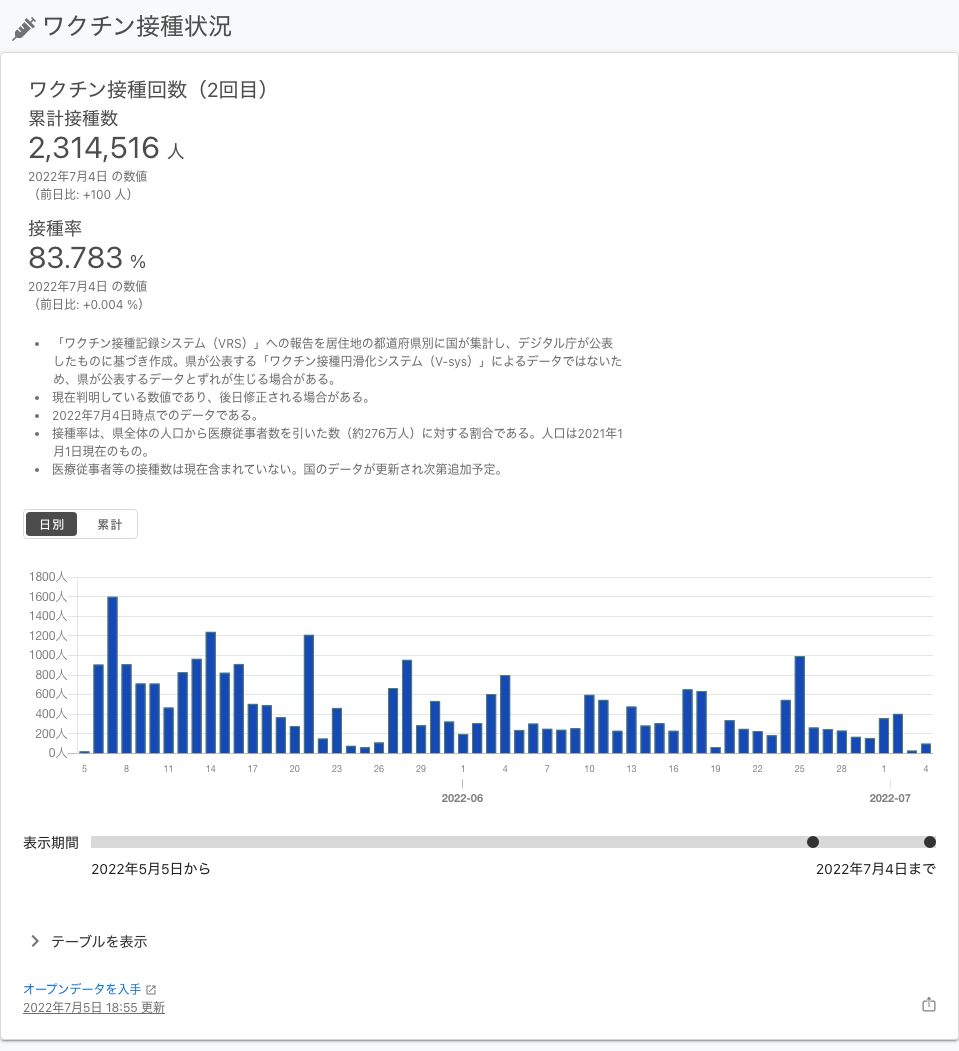 ワクチン接種状況
ワクチン接種回数（2回目）
累計接種数
2,314,516 人
2022年7月4日 の数値
（前日比: +100 人）
接種率
83.783 %
2022年7月4日 の数値
（前日比: +0.004 %）
• 「ワクチン接種記録システム（VRS）」への報告を居住地の都道府県別に国が集計し、デジタル庁が公表
したものに基づき作成。県が公表する「ワクチン接種円滑化システム（V-sys）」によるデータではないた
め、県が公表するデータとずれが生じる場合がある。
• 現在判明している数値であり、後日修正される場合がある。
• 2022年7月4日時点でのデータである。
• 接種率は、県全体の人口から医療従事者数を引いた数（約276万人）に対する割合である。人口は2021年1
月1日現在のもの。
• 医療従事者等の接種数は現在含まれていない。国のデータが更新され次第追加予定。
日別 累計
1800人
1600人
1400人
1200人
1000人
800人
600人
400人
200人
0人
5 8 11 14 17 20 23 26 29 1 4 7 10 13 16 19 22 25 28 1 4
2022-06 2022-07
表示期間
2022年5月5日から 2022年7月4日まで
テーブルを表示
オープンデータを入手
2022年7月5日 18:55 更新